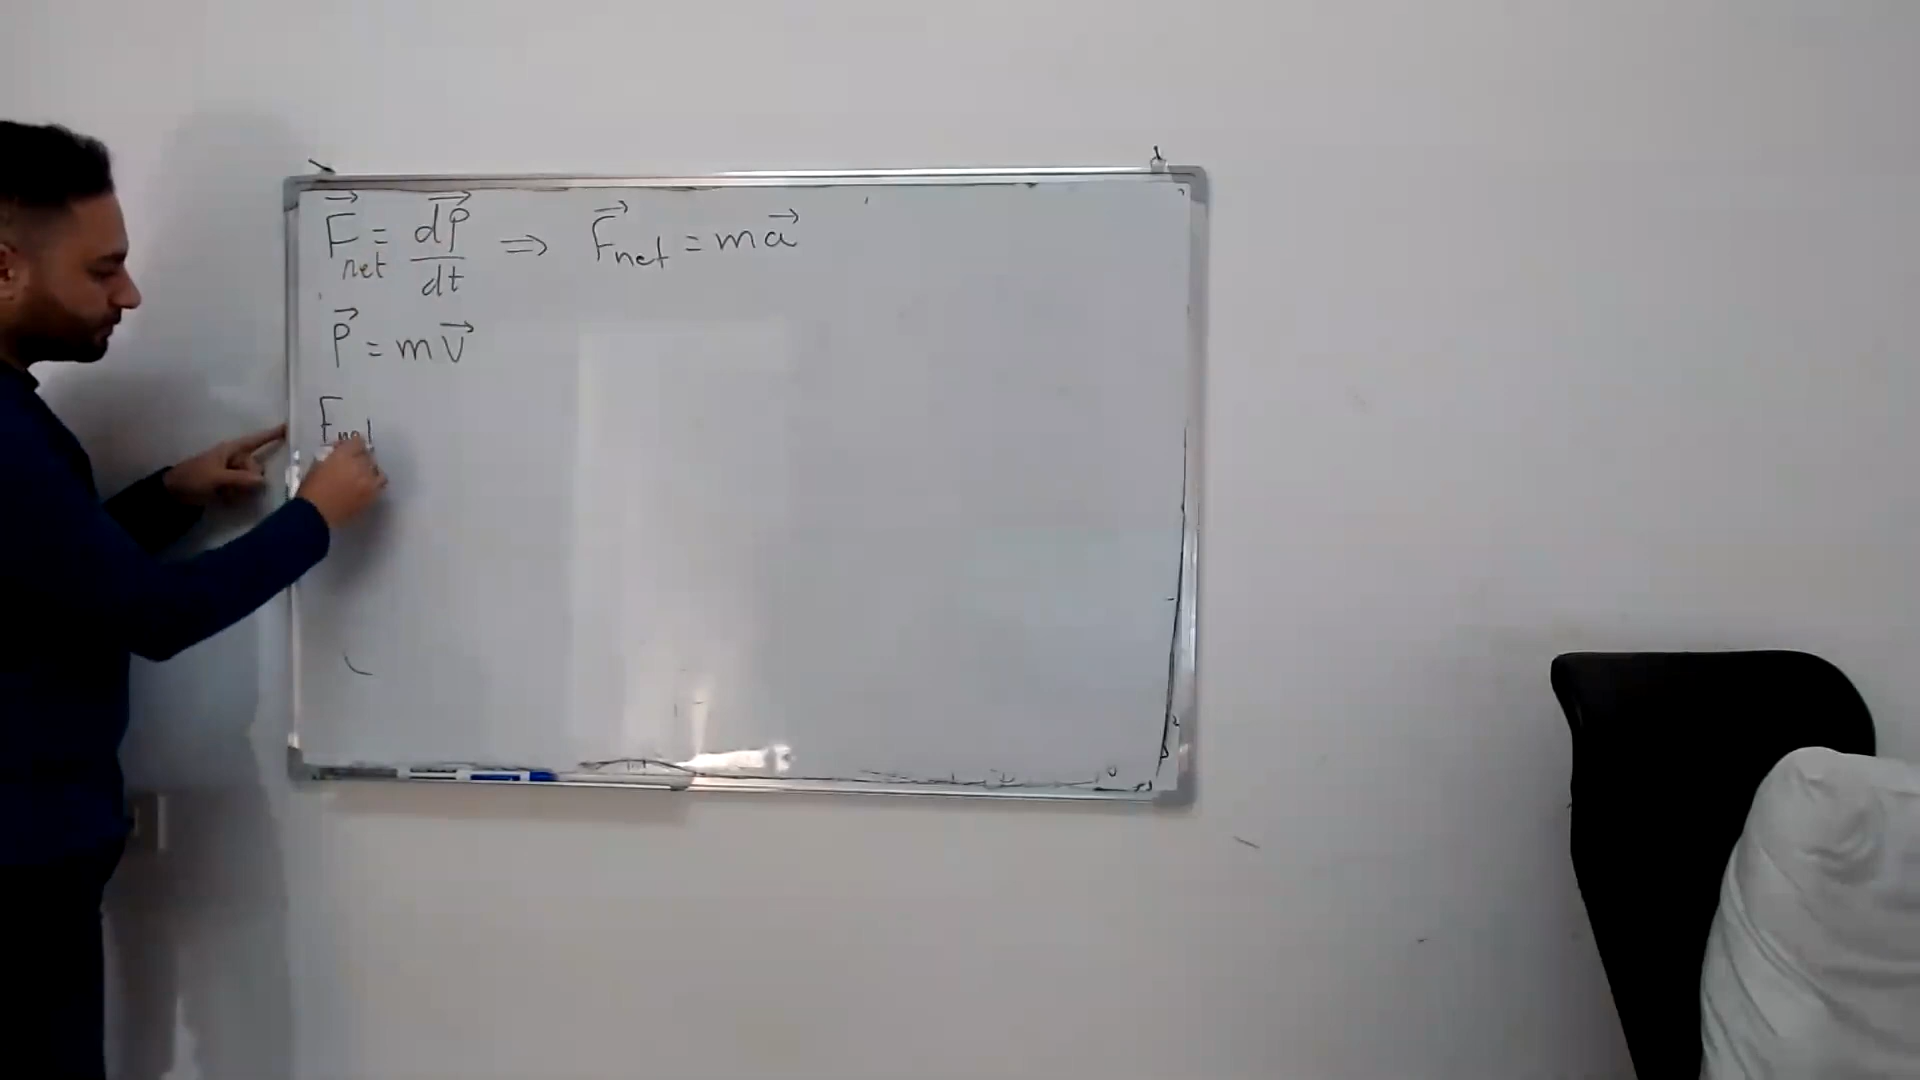 F⃗net = dP⃗/dt ⇒ F⃗net = ma⃗
P⃗ = mv⃗
Fnet